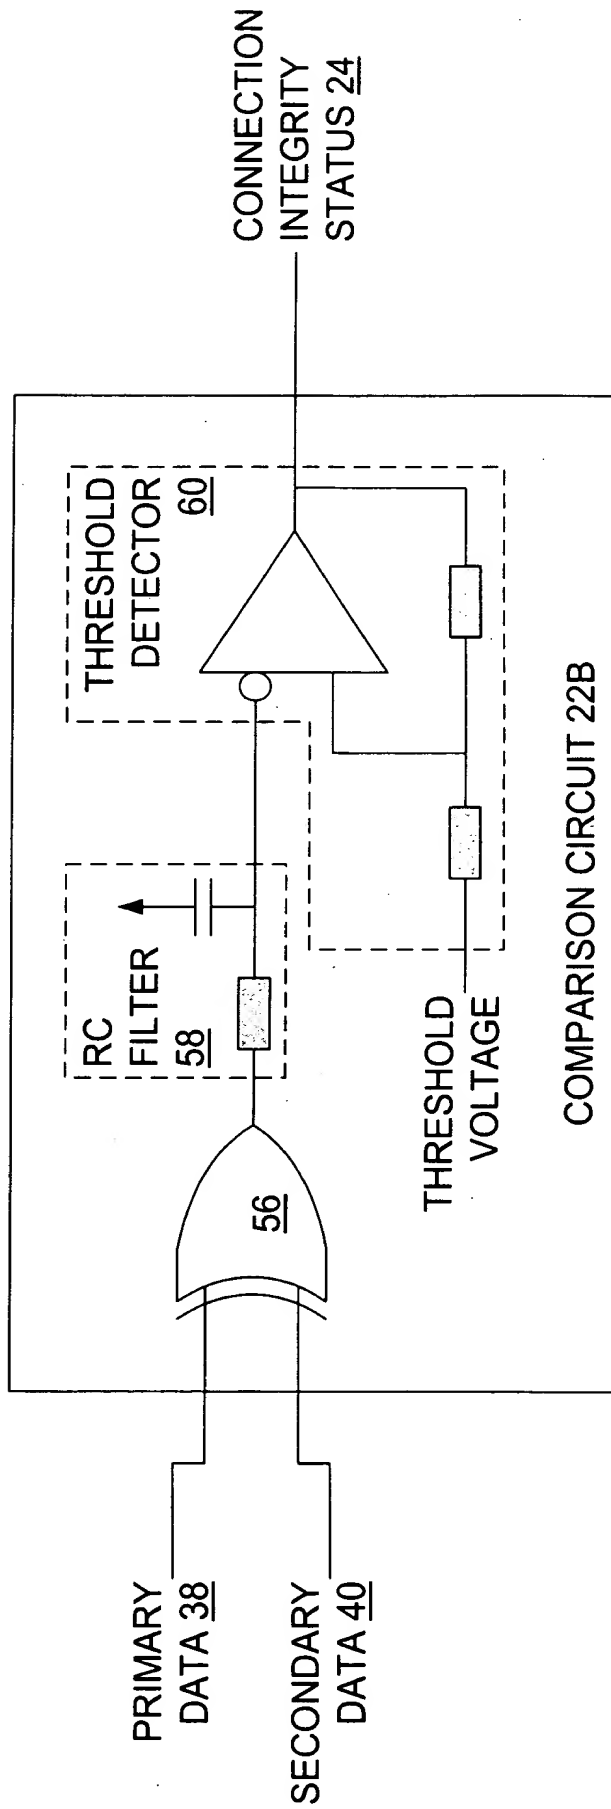 PRIMARY
DATA 38
SECONDARY
DATA 40
56
RC
FILTER
58
THRESHOLD
DETECTOR
60
THRESHOLD
VOLTAGE
COMPARISON CIRCUIT 22B
CONNECTION
INTEGRITY
STATUS 24